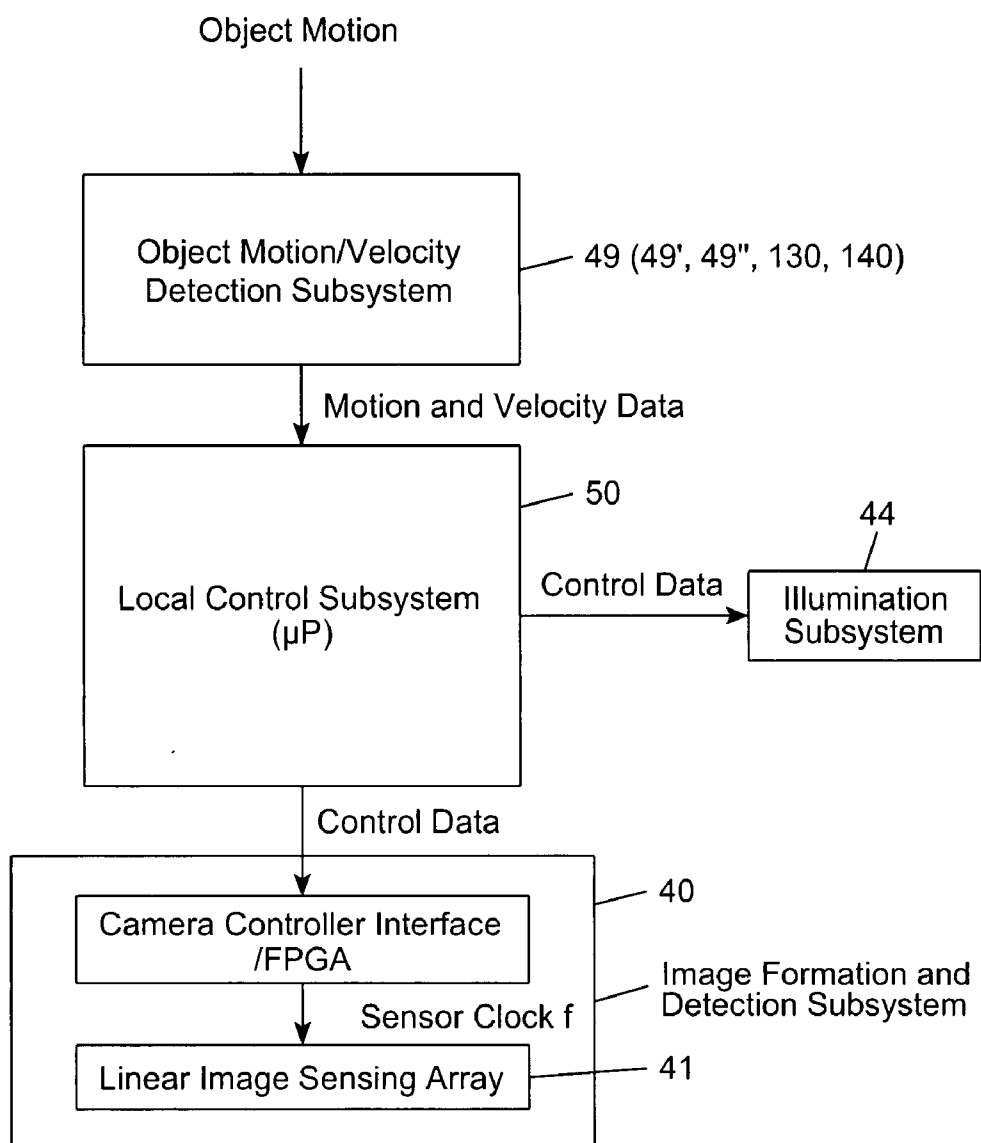 Object Motion
Object Motion/Velocity
Detection Subsystem
49 (49', 49", 130, 140)
Motion and Velocity Data
50
Local Control Subsystem
(µP)
Control Data
44
Illumination
Subsystem
Control Data
40
Camera Controller Interface
/FPGA
Image Formation and
Detection Subsystem
Sensor Clock f
Linear Image Sensing Array
41